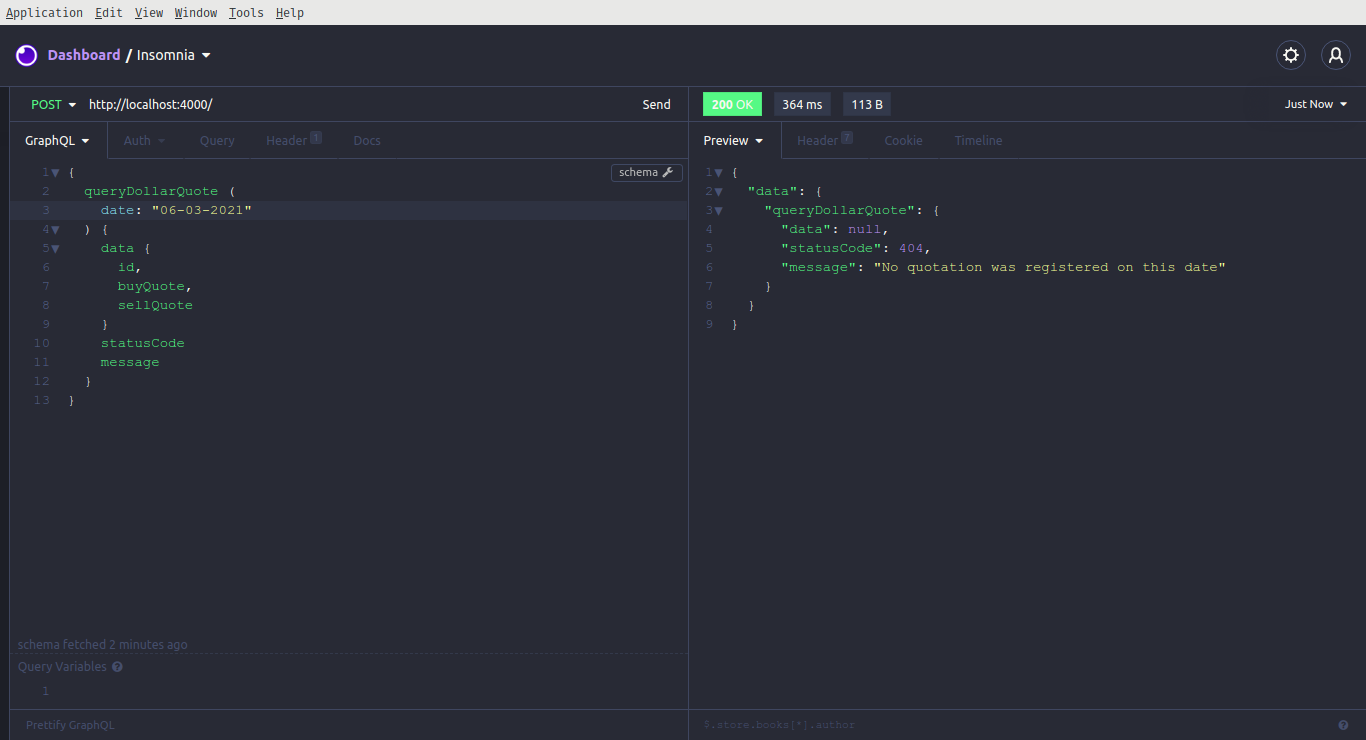 Application Edit View Window Tools Help
Dashboard / Insomnia
POST http://localhost:4000/ Send
200 OK 364 ms 113 B Just Now
GraphQL Auth Query Header 1 Docs
Preview Header 7 Cookie Timeline
schema
1 {
2 queryDollarQuote (
3 date: "06-03-2021"
4 ) {
5 data {
6 id,
7 buyQuote,
8 sellQuote
9 }
10 statusCode
11 message
12 }
13 }
1 {
2 "data": {
3 "queryDollarQuote": {
4 "data": null,
5 "statusCode": 404,
6 "message": "No quotation was registered on this date"
7 }
8 }
9 }
schema fetched 2 minutes ago
Query Variables ?
1
Prettify GraphQL
$.store.books[*].author ?